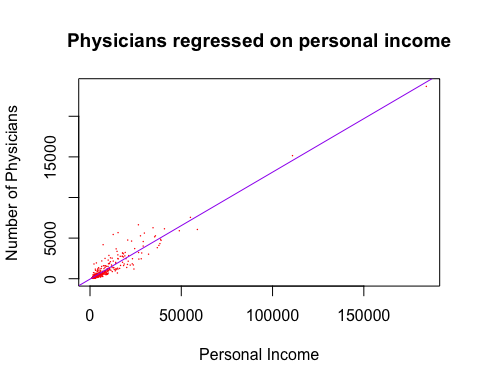 Physicians regressed on personal income
Number of Physicians
15000
5000
0
0 50000 100000 150000
Personal Income